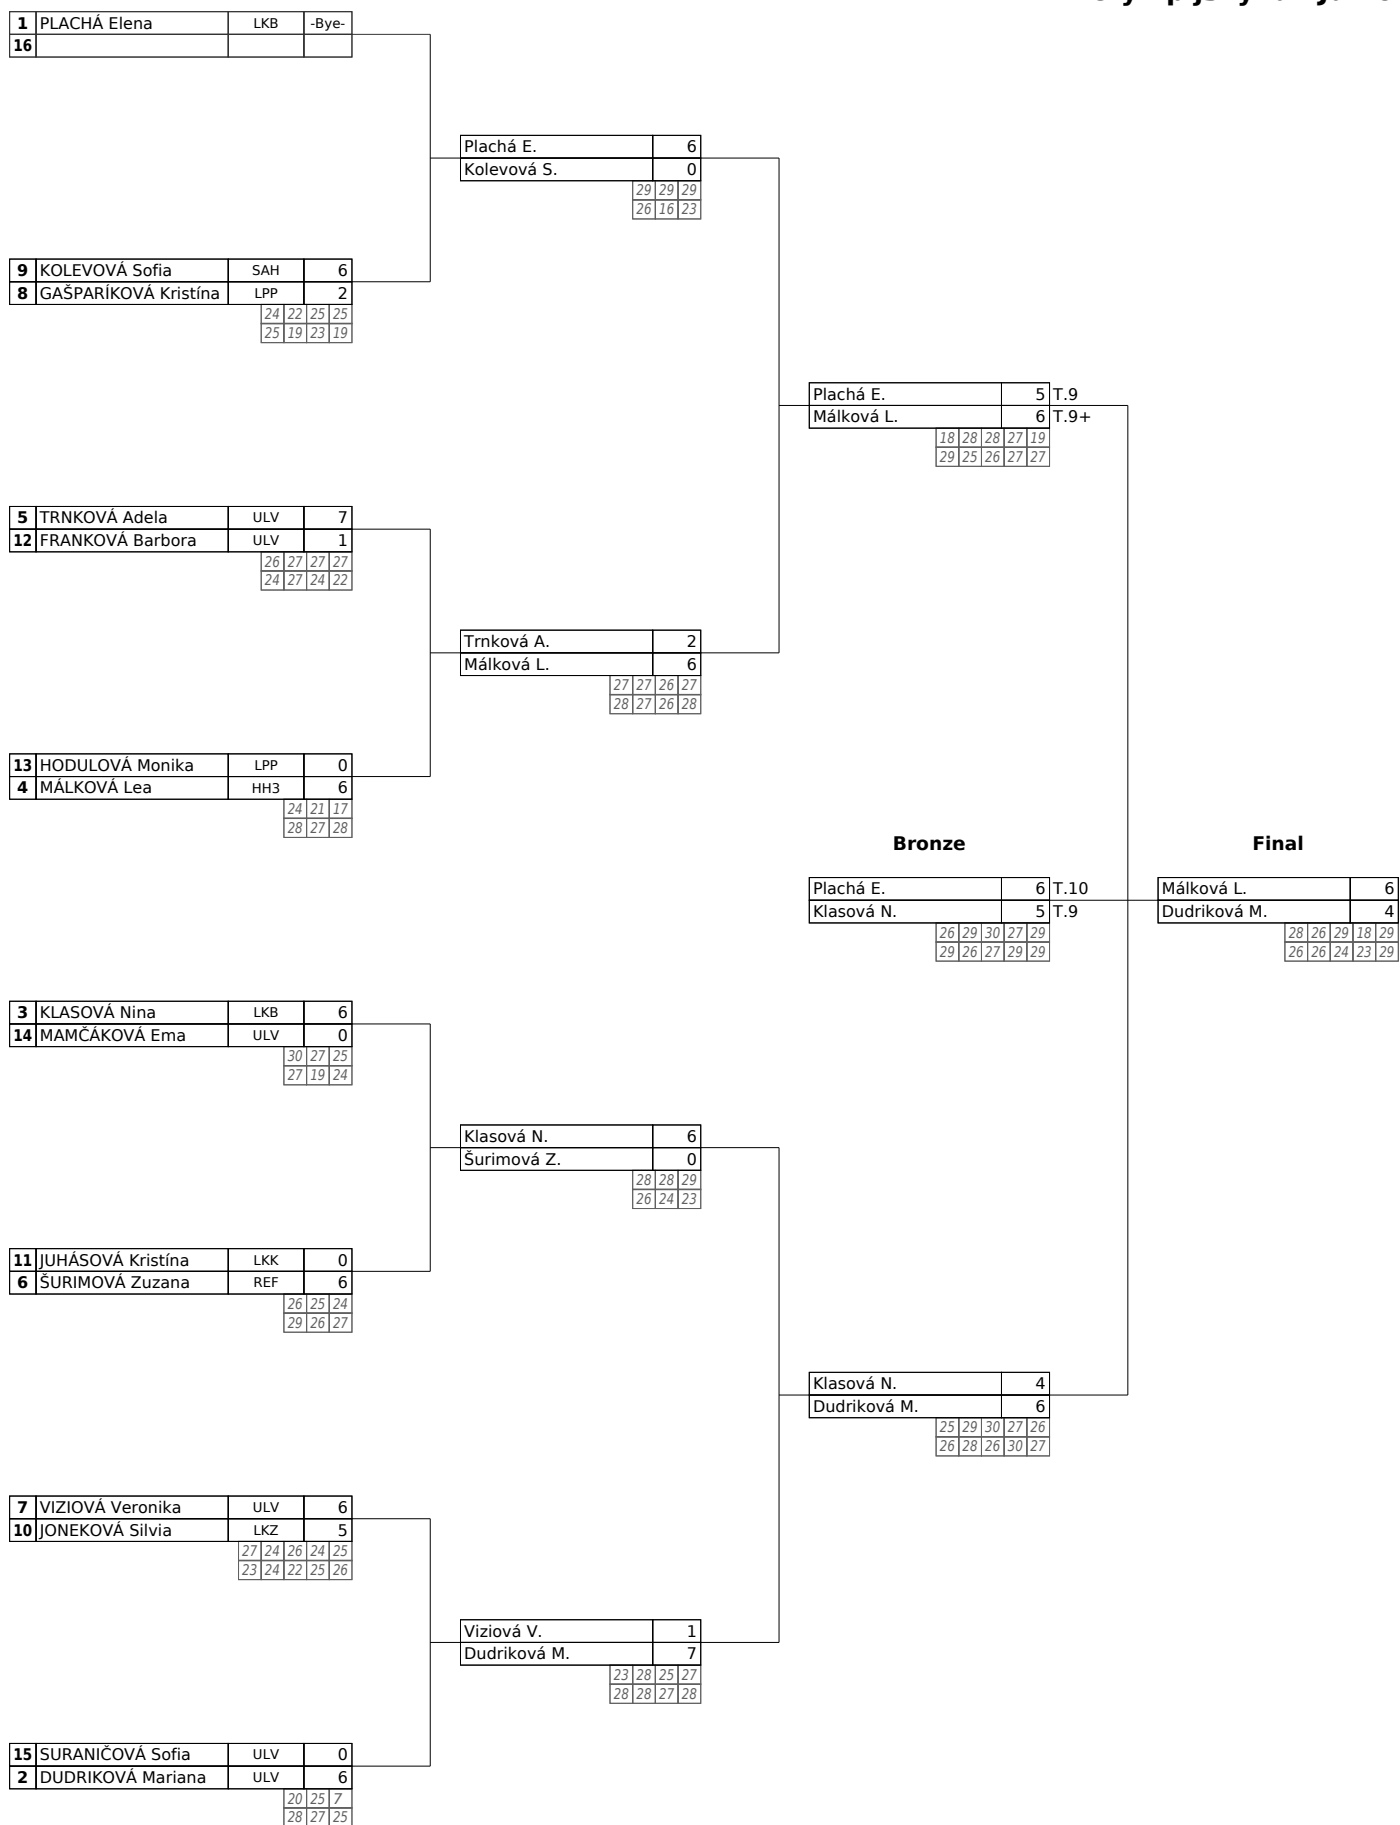 1 PLACHÁ Elena LKB -Bye-
16
Plachá E. 6
Kolevová S. 0
29 29 29
26 16 23
9 KOLEVOVÁ Sofia SAH 6
8 GAŠPARÍKOVÁ Kristína LPP 2
24 22 25 25
25 19 23 19
Plachá E. 5 T.9
Málková L. 6 T.9+
18 28 28 27 19
29 25 26 27 27
5 TRNKOVÁ Adela ULV 7
12 FRANKOVÁ Barbora ULV 1
26 27 27 27
24 27 24 22
Trnková A. 2
Málková L. 6
27 27 26 27
28 27 26 28
13 HODULOVÁ Monika LPP 0
4 MÁLKOVÁ Lea HH3 6
24 21 17
28 27 28
Bronze Final
Plachá E. 6 T.10 Málková L. 6
Klasová N. 5 T.9 Dudriková M. 4
26 29 30 27 29 28 26 29 18 29
29 26 27 29 29 26 26 24 23 29
3 KLASOVÁ Nina LKB 6
14 MAMČÁKOVÁ Ema ULV 0
30 27 25
27 19 24
Klasová N. 6
Šurimová Z. 0
28 28 29
26 24 23
11 JUHÁSOVÁ Kristína LKK 0
6 ŠURIMOVÁ Zuzana REF 6
26 25 24
29 26 27
Klasová N. 4
Dudriková M. 6
25 29 30 27 26
26 28 26 30 27
7 VIZIOVÁ Veronika ULV 6
10 JONEKOVÁ Silvia LKZ 5
27 24 26 24 25
23 24 22 25 26
Viziová V. 1
Dudriková M. 7
23 28 25 27
28 28 27 28
15 SURANIČOVÁ Sofia ULV 0
2 DUDRIKOVÁ Mariana ULV 6
20 25 7
28 27 25